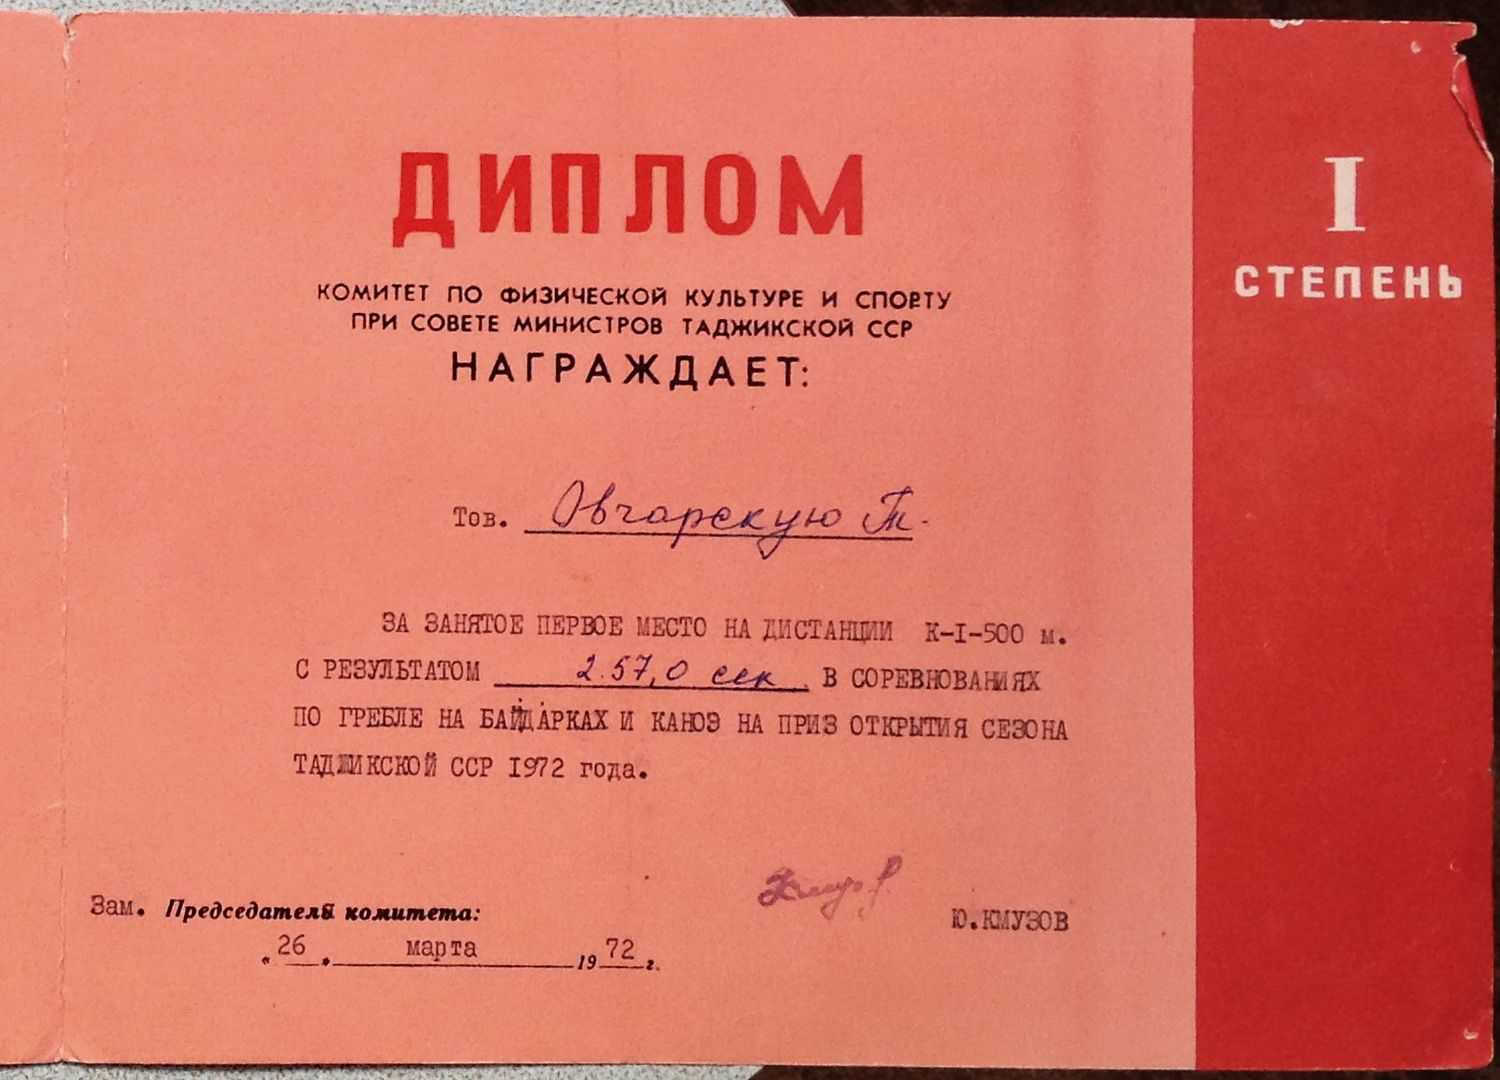 ДИПЛОМ
I
СТЕПЕНЬ
КОМИТЕТ ПО ФИЗИЧЕСКОЙ КУЛЬТУРЕ И СПОРТУ
ПРИ СОВЕТЕ МИНИСТРОВ ТАДЖИКСКОЙ ССР
НАГРАЖДАЕТ:
Тов. Овчарскую Т.
ЗА ЗАНЯТОЕ ПЕРВОЕ МЕСТО НА ДИСТАНЦИИ К-I-500 м.
С РЕЗУЛЬТАТОМ 2.57,0 сек. В СОРЕВНОВАНИЯХ
ПО ГРЕБЛЕ НА БАЙДАРКАХ И КАНОЭ НА ПРИЗ ОТКРЫТИЯ СЕЗОНА
ТАДЖИКСКОЙ ССР 1972 года.
Зам. Председателя комитета:
Ю.КМУЗОВ
"26" марта 1972 г.